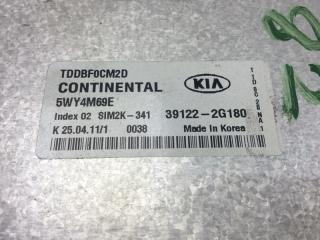 TDDBF0CM2D
CONTINENTAL
KIA
5WY4M69E
Index 02 SIM2K-341
39122-2G180
K 25.04.11/1 0038
Made In Korea